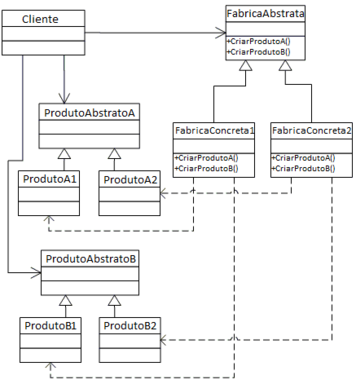 Cliente
FabricaAbstrata
+CriarProdutoA()
+CriarProdutoB()
ProdutoAbstratoA
FabricaConcreta1
+CriarProdutoA()
+CriarProdutoB()
FabricaConcreta2
+CriarProdutoA()
+CriarProdutoB()
ProdutoA1
ProdutoA2
ProdutoAbstratoB
ProdutoB1
ProdutoB2